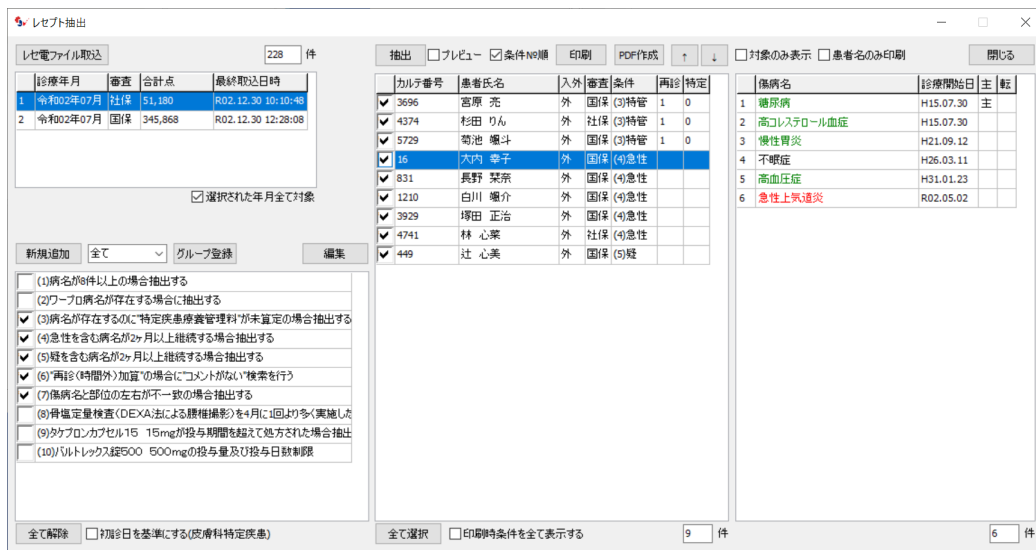 レセプト抽出
レセ電ファイル取込 228 件
診療年月 審査 合計点 最終取込日時
1 令和02年07月 社保 51,180 R02.12.30 10:10:48
2 令和02年07月 国保 345,868 R02.12.30 12:28:08
選択された年月全て対象
新規追加 全て グループ登録 編集
(1)病名が8件以上の場合抽出する
(2)ワープロ病名が存在する場合に抽出する
(3)病名が存在するのに"特定疾患療養管理料"が未算定の場合抽出する
(4)急性を含む病名が2ヶ月以上継続する場合抽出する
(5)疑を含む病名が2ヶ月以上継続する場合抽出する
(6)"再診(時間外)加算"の場合に"コメントがない"検索を行う
(7)傷病名と部位の左右が不一致の場合抽出する
(8)骨塩定量検査(DEXA法による腰椎撮影)を4月に1回より多く実施した
(9)タケプロンカプセル15 15mgが投与期間を超えて処方された場合抽出
(10)バルトレックス錠500 500mgの投与量及び投与日数制限
全て解除 初診日を基準にする(皮膚科特定疾患)
抽出 プレビュー 条件№順 印刷 PDF作成 ↑ ↓
カルテ番号 患者氏名 入外 審査 条件 再診 特定
3696 宮原 亮 外 国保 (3)特管 1 0
4374 杉田 りん 外 社保 (3)特管 1 0
5729 菊池 颯斗 外 国保 (3)特管 1 0
16 大内 幸子 外 国保 (4)急性
831 長野 栞奈 外 国保 (4)急性
1210 白川 颯介 外 国保 (4)急性
3929 塚田 正治 外 国保 (4)急性
4741 林 心菜 外 社保 (4)急性
449 辻 心美 外 国保 (5)疑
全て選択 印刷時条件を全て表示する 9 件
対象のみ表示 患者名のみ印刷 閉じる
傷病名 診療開始日 主 転
1 糖尿病 H15.07.30 主
2 高コレステロール血症 H15.07.30
3 慢性胃炎 H21.09.12
4 不眠症 H26.03.11
5 高血圧症 H31.01.23
6 急性上気道炎 R02.05.02
6 件